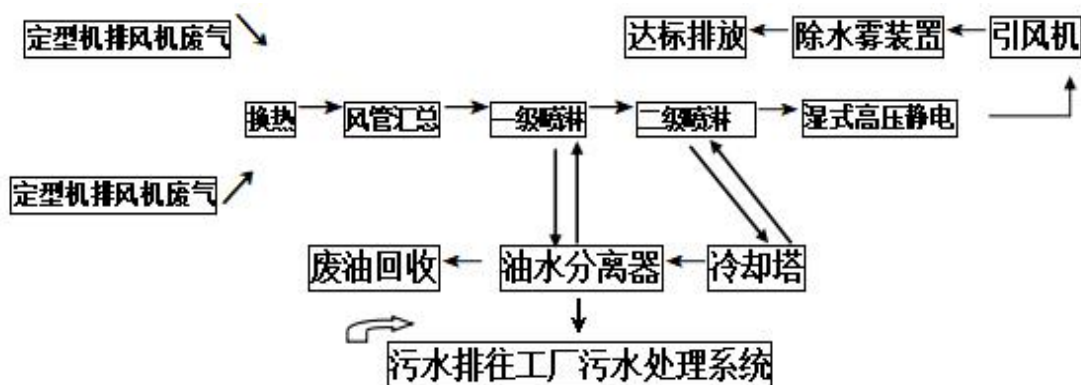 定型机排风机废气
达标排放
除水雾装置
引风机
换热
风管汇总
一级喷淋
二级喷淋
湿式高压静电
定型机排风机废气
废油回收
油水分离器
冷却塔
污水排往工厂污水处理系统